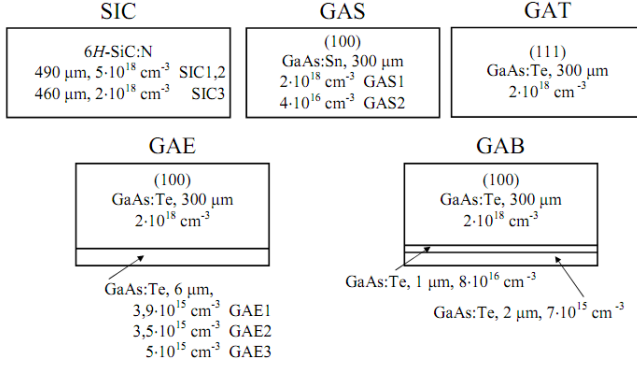 SIC
6H-SiC:N
490 μm, 5·10¹⁸ cm⁻³ SIC1,2
460 μm, 2·10¹⁸ cm⁻³ SIC3
GAS
(100)
GaAs:Sn, 300 μm
2·10¹⁸ cm⁻³ GAS1
4·10¹⁶ cm⁻³ GAS2
GAT
(111)
GaAs:Te, 300 μm
2·10¹⁸ cm⁻³
GAE
(100)
GaAs:Te, 300 μm
2·10¹⁸ cm⁻³
GaAs:Te, 6 μm,
3,9·10¹⁵ cm⁻³ GAE1
3,5·10¹⁵ cm⁻³ GAE2
5·10¹⁵ cm⁻³ GAE3
GAB
(100)
GaAs:Te, 300 μm
2·10¹⁸ cm⁻³
GaAs:Te, 1 μm, 8·10¹⁶ cm⁻³
GaAs:Te, 2 μm, 7·10¹⁵ cm⁻³